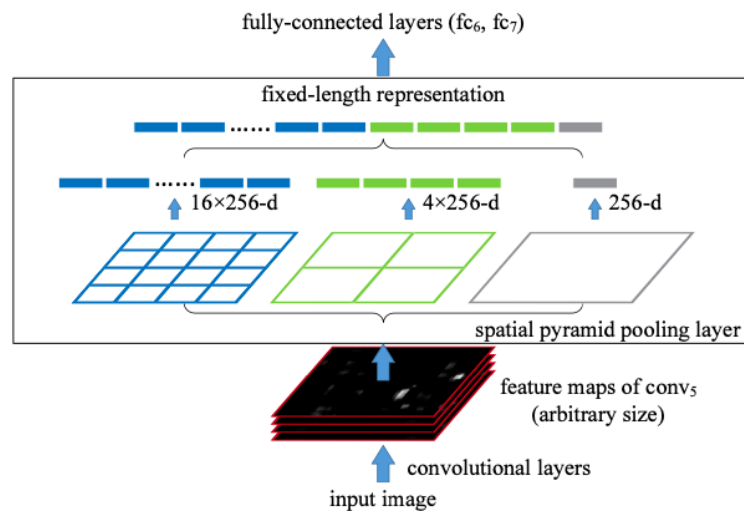 fully-connected layers (fc₆, fc₇)
fixed-length representation
......
......
16×256-d
4×256-d
256-d
spatial pyramid pooling layer
feature maps of conv₅
(arbitrary size)
convolutional layers
input image